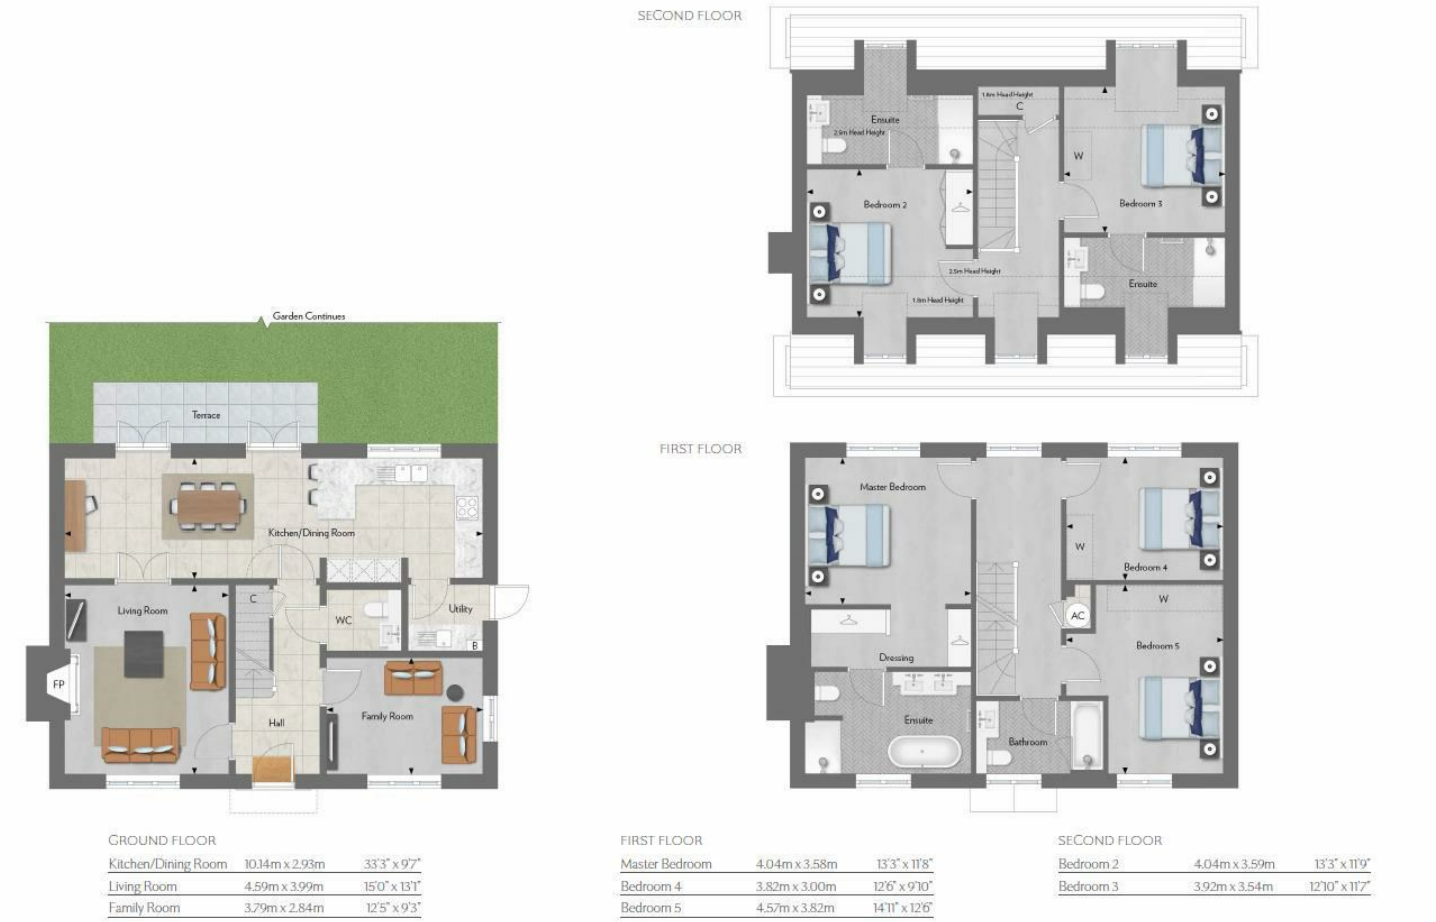 SECOND FLOOR
1.8m Head Height
C
Ensuite
2.5m Head Height
W
Bedroom 2
Bedroom 3
2.5m Head Height
Ensuite
1.8m Head Height
Garden Continues
Terrace
Kitchen/Dining Room
C
Living Room
WC
Utility
B
FP
Hall
Family Room
FIRST FLOOR
Master Bedroom
W
Bedroom 4
W
AC
Bedroom 5
Dressing
Ensuite
Bathroom
GROUND FLOOR
Kitchen/Dining Room 10.14m x 2.93m 33'3" x 9'7"
Living Room 4.59m x 3.99m 15'0" x 13'1"
Family Room 3.79m x 2.84m 12'5" x 9'3"
FIRST FLOOR
Master Bedroom 4.04m x 3.58m 13'3" x 11'8"
Bedroom 4 3.82m x 3.00m 12'6" x 9'10"
Bedroom 5 4.57m x 3.82m 14'11" x 12'6"
SECOND FLOOR
Bedroom 2 4.04m x 3.59m 13'3" x 11'9"
Bedroom 3 3.92m x 3.54m 12'10" x 11'7"